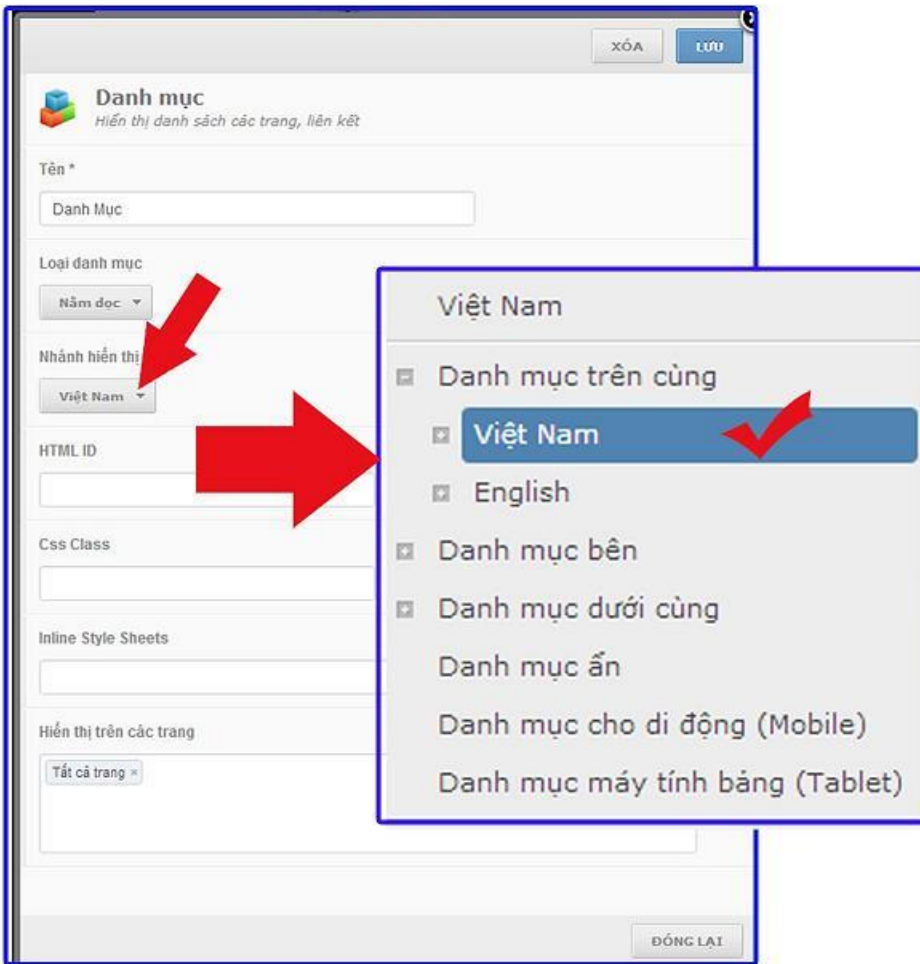 XÓA
LƯU
Danh mục
Hiển thị danh sách các trang, liên kết
Tên *
Danh Mục
Loại danh mục
Nằm dọc
Nhánh hiển thị
Việt Nam
HTML ID
Css Class
Inline Style Sheets
Hiển thị trên các trang
Tất cả trang ×
ĐÓNG LẠI
Việt Nam
Danh mục trên cùng
Việt Nam
English
Danh mục bên
Danh mục dưới cùng
Danh mục ẩn
Danh mục cho di động (Mobile)
Danh mục máy tính bảng (Tablet)